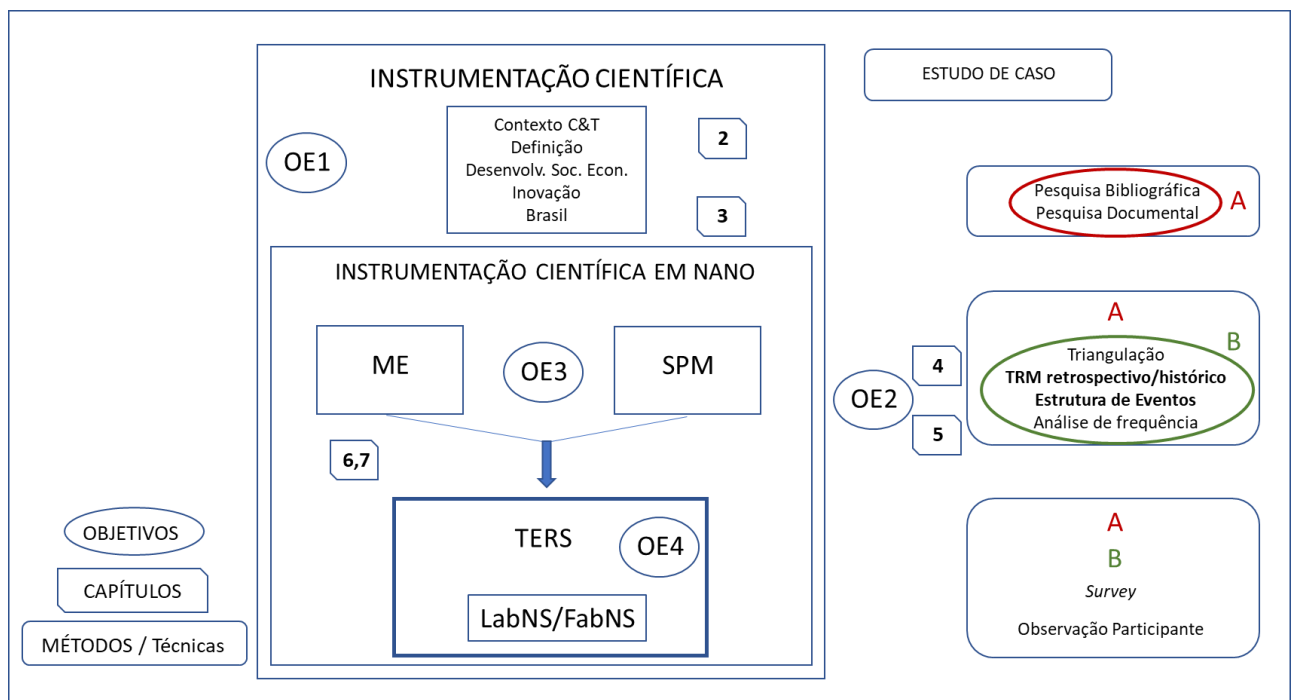 INSTRUMENTAÇÃO CIENTÍFICA
ESTUDO DE CASO
OE1
Contexto C&T
Definição
Desenvolv. Soc. Econ.
Inovação
Brasil
2
3
Pesquisa Bibliográfica
Pesquisa Documental
A
INSTRUMENTAÇÃO CIENTÍFICA EM NANO
ME
OE3
SPM
OE2
4
5
A
B
Triangulação
TRM retrospectivo/histórico
Estrutura de Eventos
Análise de frequência
6,7
TERS
OE4
LabNS/FabNS
A
B
Survey
Observação Participante
OBJETIVOS
CAPÍTULOS
MÉTODOS / Técnicas